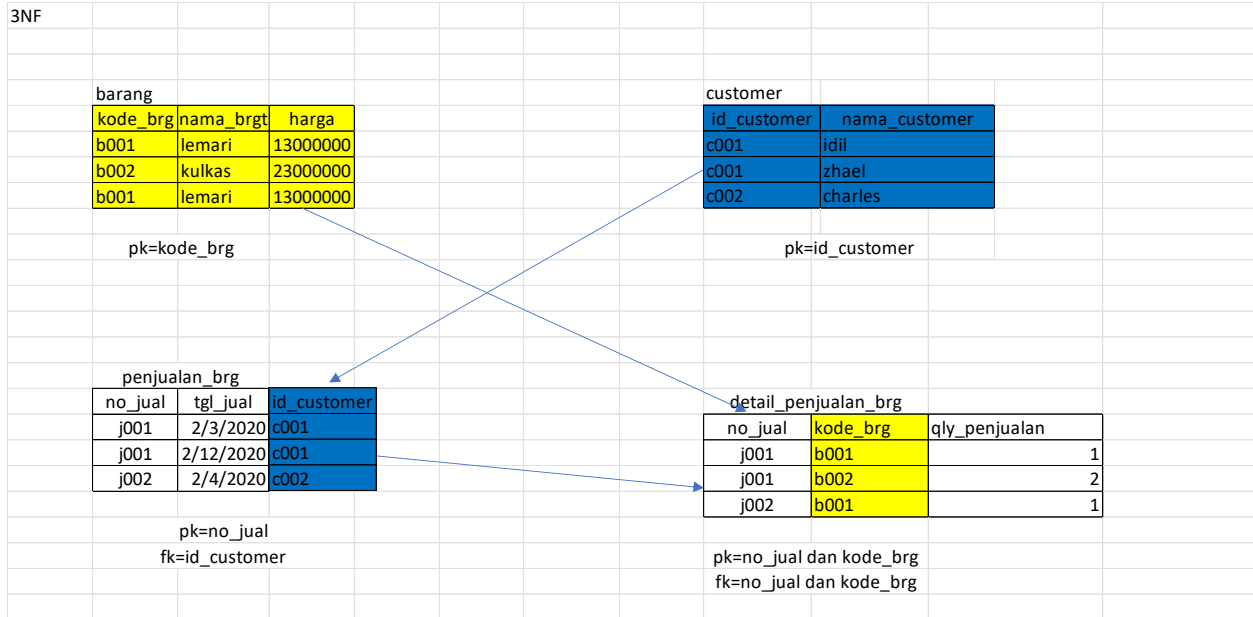 3NF
barang
kode_brg nama_brgt harga
b001 lemari 13000000
b002 kulkas 23000000
b001 lemari 13000000
pk=kode_brg
customer
id_customer nama_customer
c001 idil
c001 zhael
c002 charles
pk=id_customer
penjualan_brg
no_jual tgl_jual id_customer
j001 2/3/2020 c001
j001 2/12/2020 c001
j002 2/4/2020 c002
pk=no_jual
fk=id_customer
detail_penjualan_brg
no_jual kode_brg qly_penjualan
j001 b001 1
j001 b002 2
j002 b001 1
pk=no_jual dan kode_brg
fk=no_jual dan kode_brg